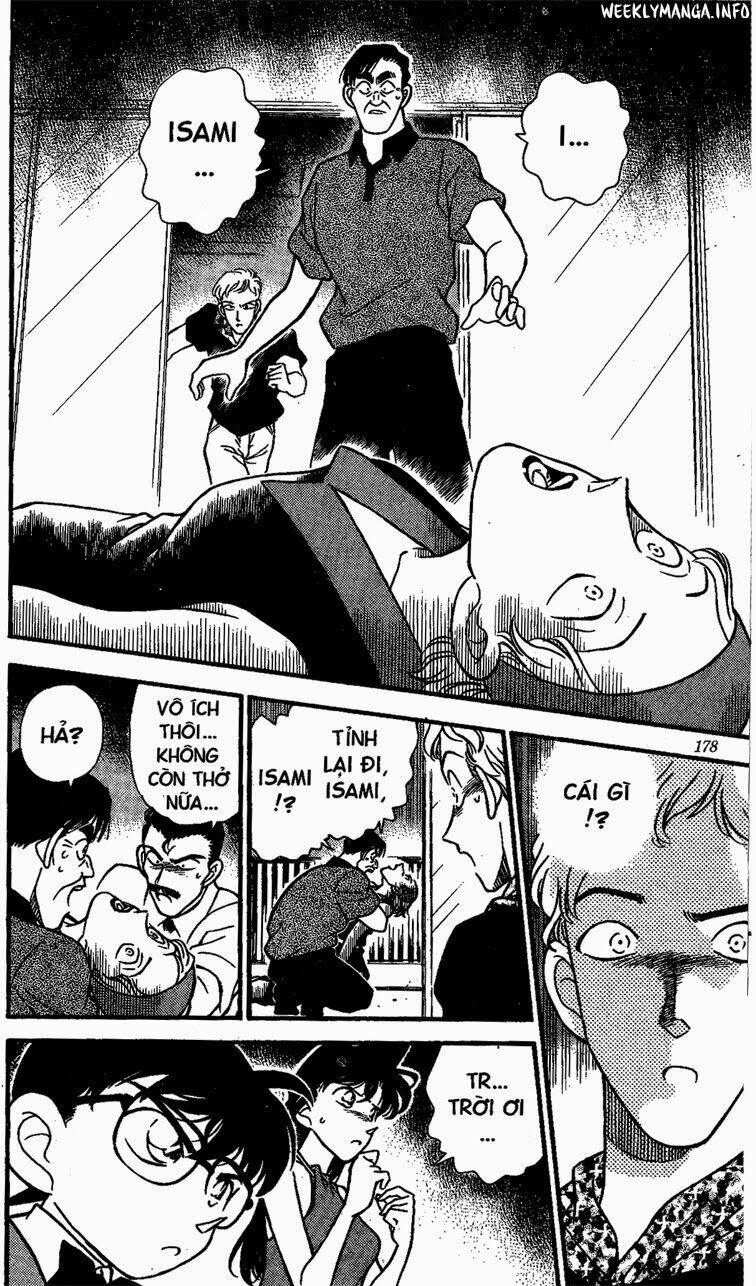 WEEKLYMANGA.INFO
I...
ISAMI
...
178
CÁI GÌ
!?
TỈNH
LẠI ĐI,
ISAMI,
ISAMI
!?
VÔ ÍCH
THÔI...
KHÔNG
CÒN THỞ
NỮA...
HẢ?
TR...
TRỜI ƠI
...